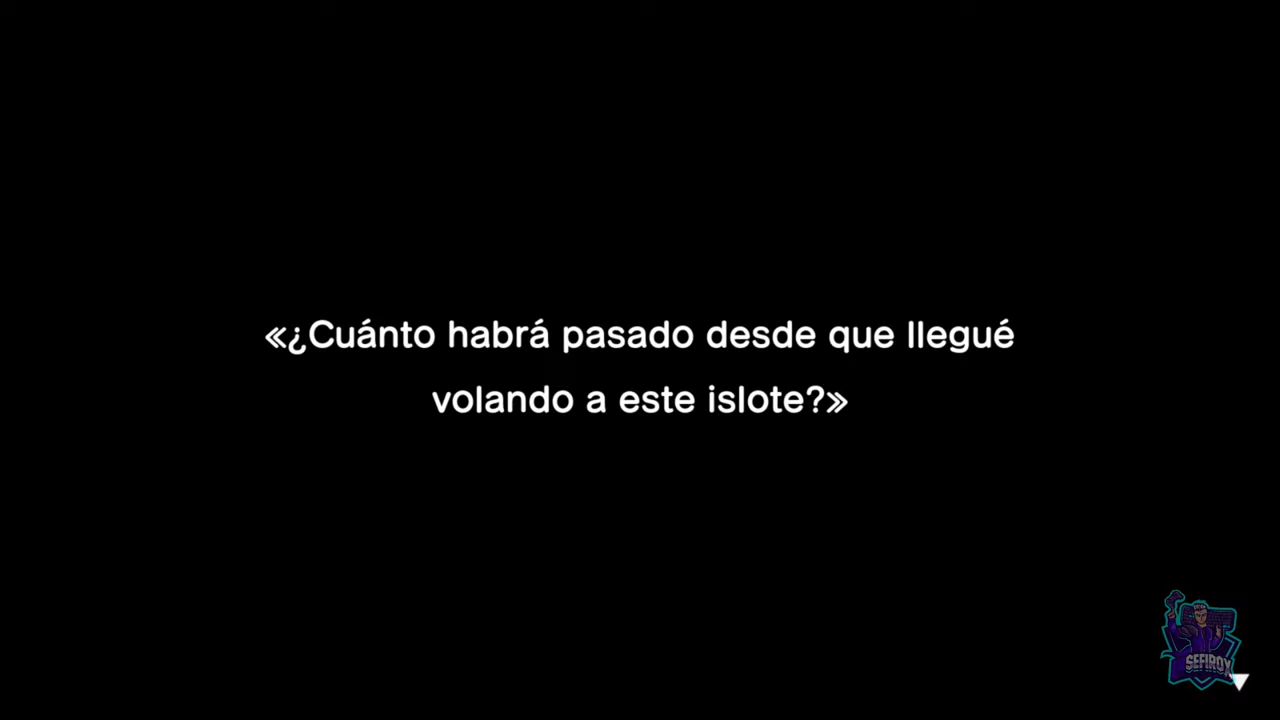 «¿Cuánto habrá pasado desde que llegué
volando a este islote?»
SEFIROX